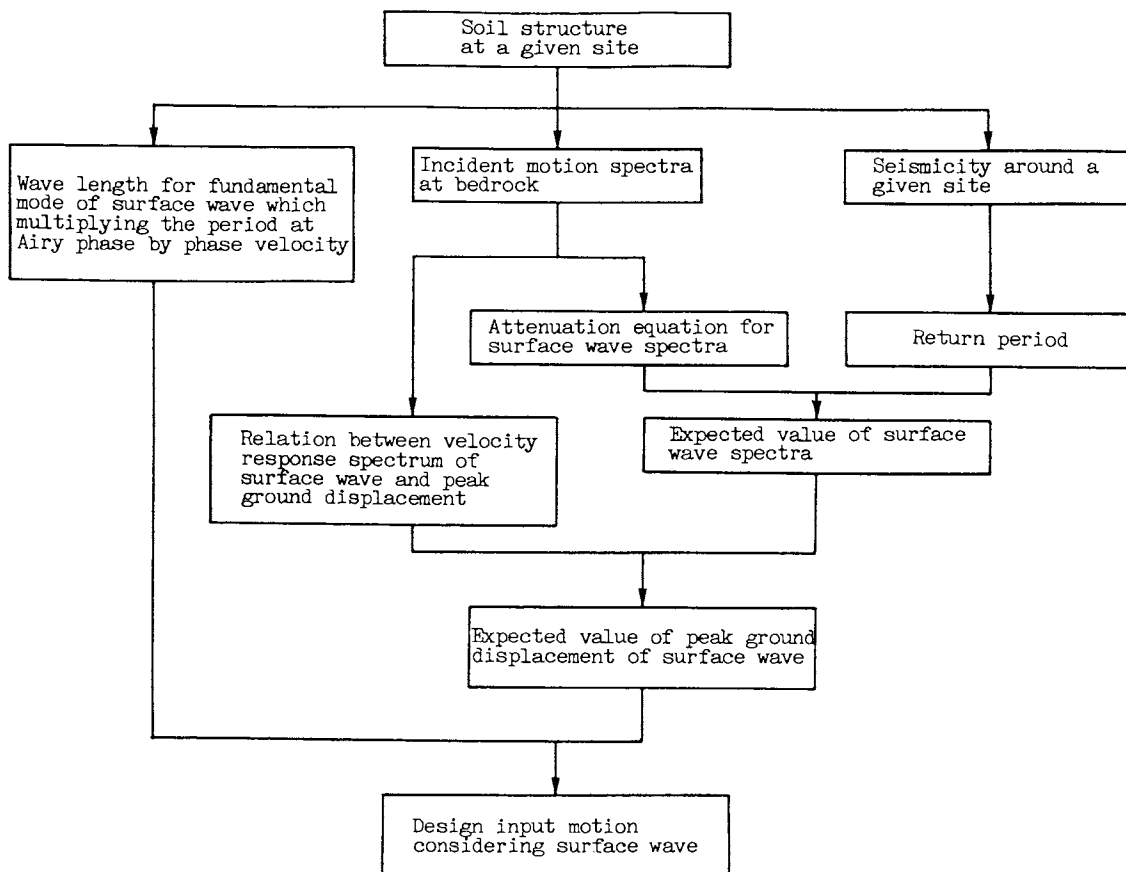 Soil structure
at a given site
Wave length for fundamental
mode of surface wave which
multiplying the period at
Airy phase by phase velocity
Incident motion spectra
at bedrock
Seismicity around a
given site
Attenuation equation for
surface wave spectra
Return period
Relation between velocity
response spectrum of
surface wave and peak
ground displacement
Expected value of surface
wave spectra
Expected value of peak ground
displacement of surface wave
Design input motion
considering surface wave